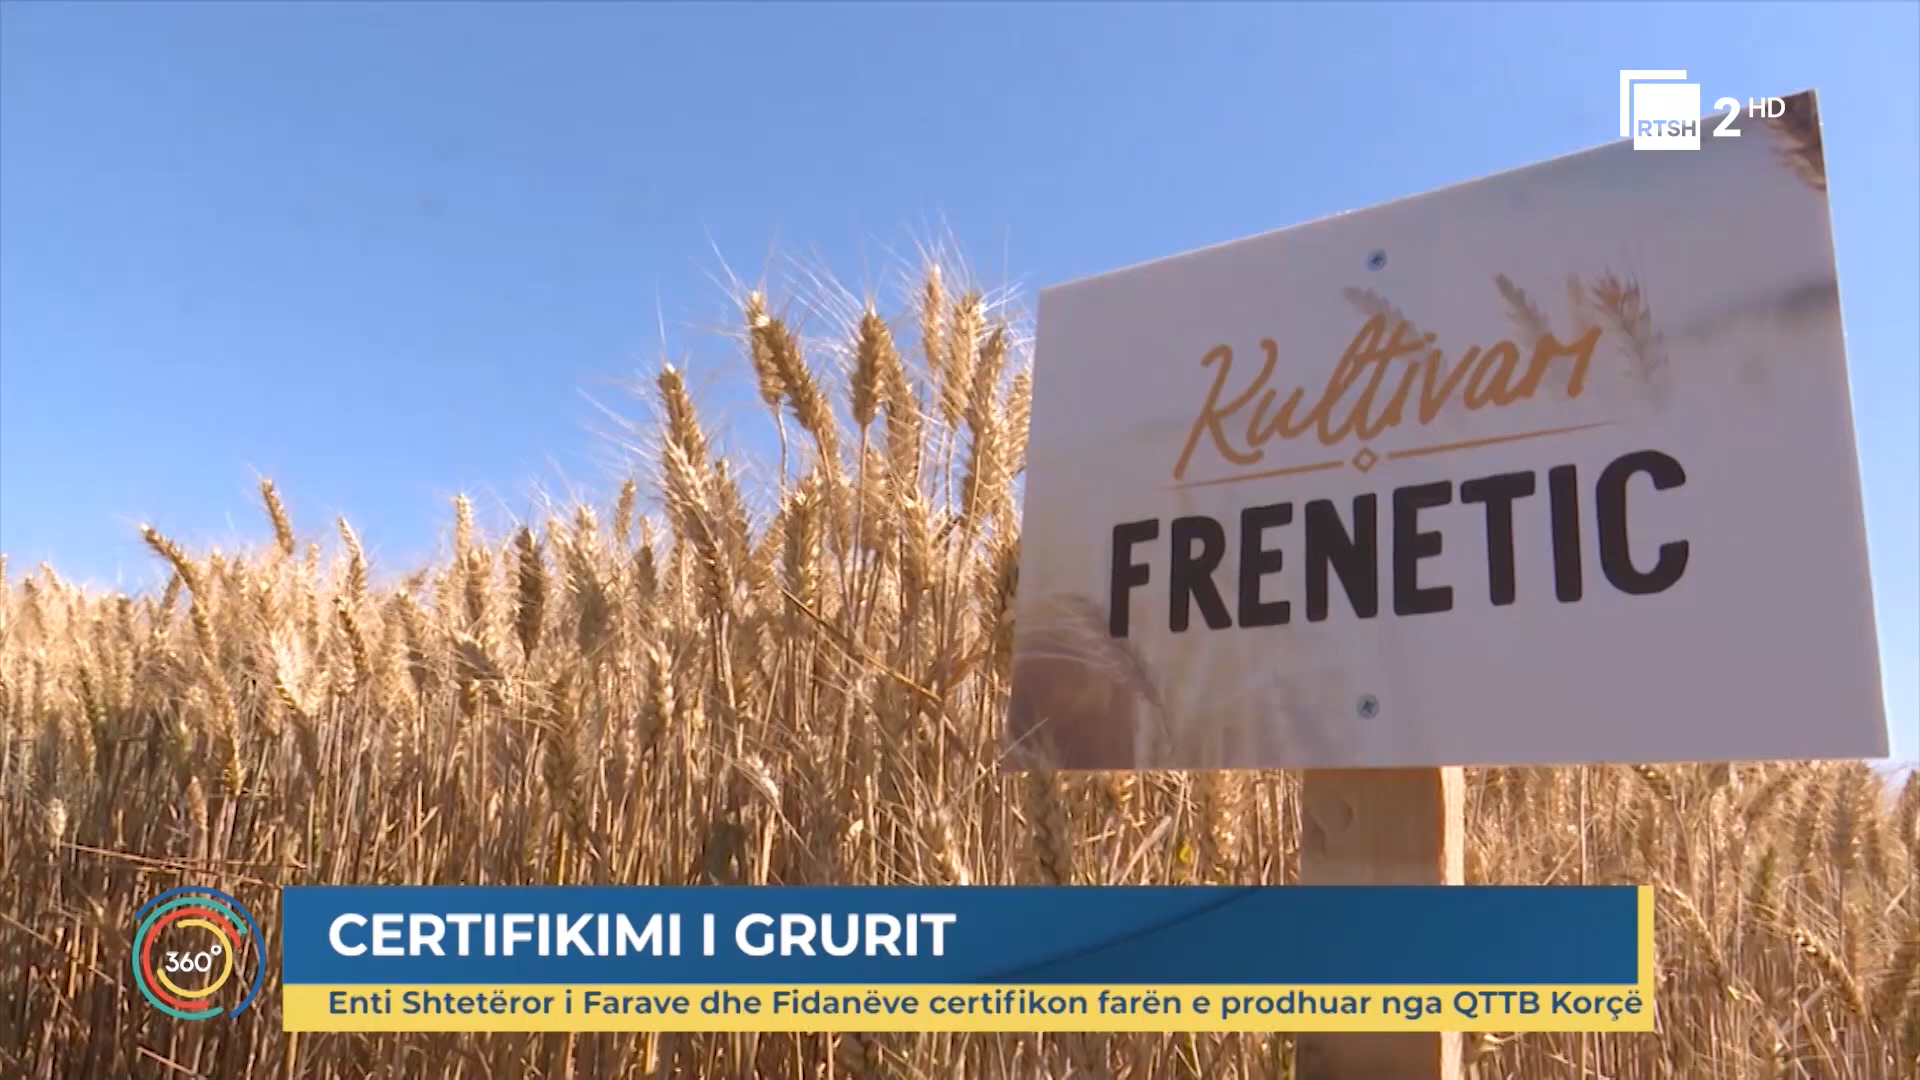 RTSH 2 HD
Kultivari
FRENETIC
360°
CERTIFIKIMI I GRURIT
Enti Shtetëror i Farave dhe Fidanëve certifikon farën e prodhuar nga QTTB Korçë